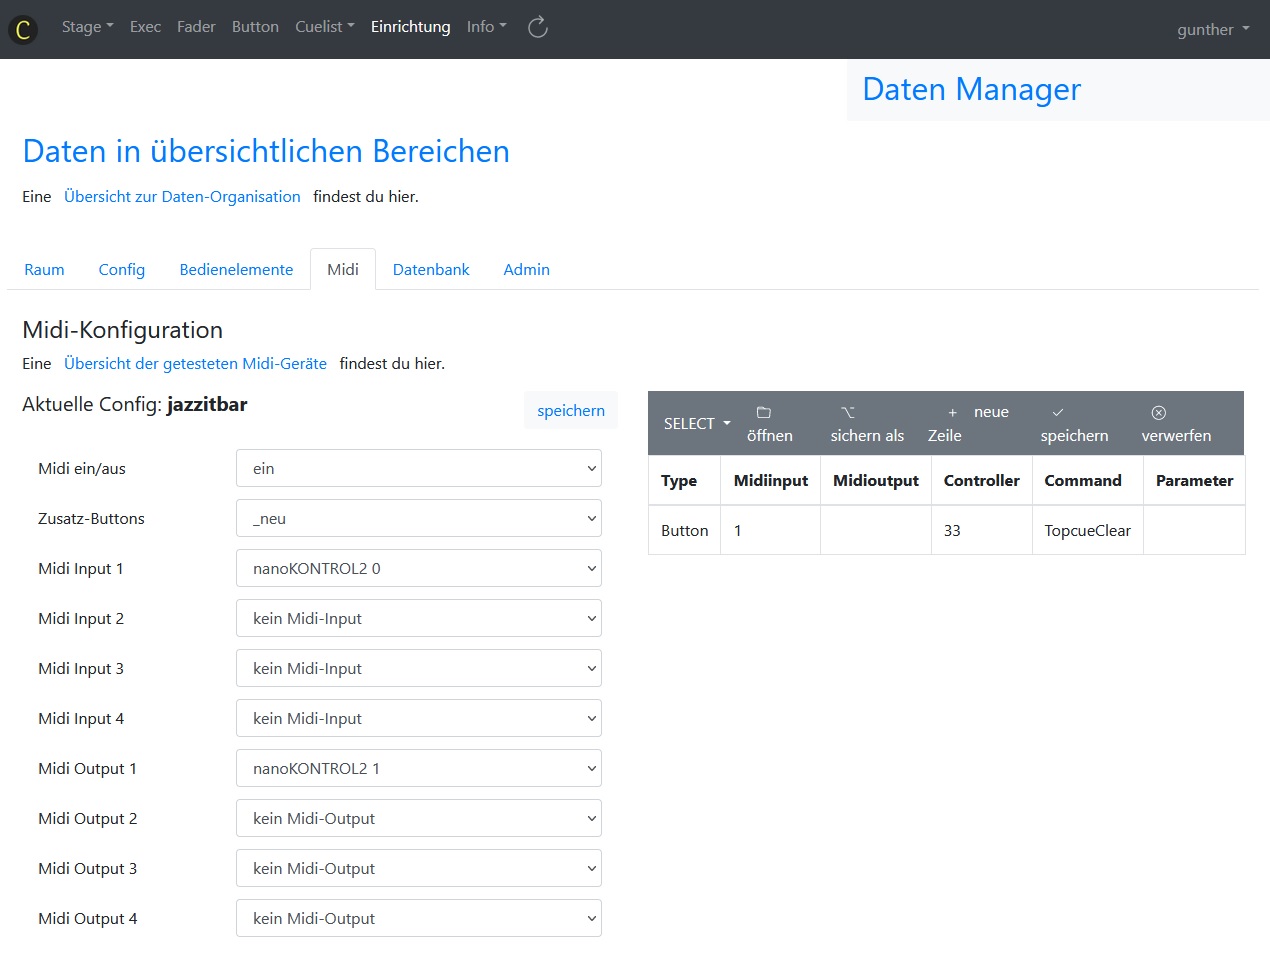 C Stage Exec Fader Button Cuelist Einrichtung Info gunther
Daten Manager
Daten in übersichtlichen Bereichen
Eine Übersicht zur Daten-Organisation findest du hier.
Raum Config Bedienelemente Midi Datenbank Admin
Midi-Konfiguration
Eine Übersicht der getesteten Midi-Geräte findest du hier.
Aktuelle Config: jazzitbar speichern
Midi ein/aus ein
Zusatz-Buttons _neu
Midi Input 1 nanoKONTROL2 0
Midi Input 2 kein Midi-Input
Midi Input 3 kein Midi-Input
Midi Input 4 kein Midi-Input
Midi Output 1 nanoKONTROL2 1
Midi Output 2 kein Midi-Output
Midi Output 3 kein Midi-Output
Midi Output 4 kein Midi-Output
SELECT öffnen sichern als + neue Zeile speichern verwerfen
Type Midiinput Midioutput Controller Command Parameter
Button 1 33 TopcueClear